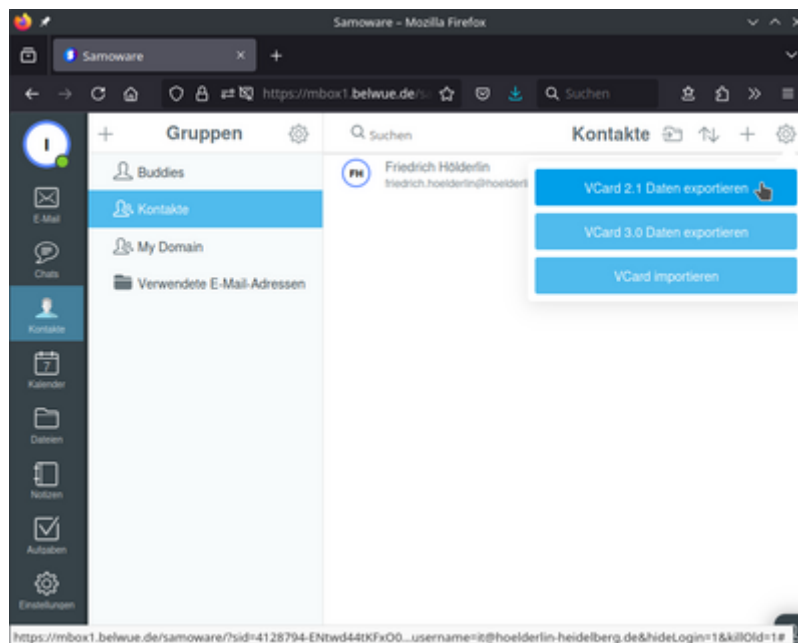 Samoware – Mozilla Firefox
Samoware
https://mbox1.belwue.de/s
Suchen
Gruppen
Suchen
Kontakte
I
Buddies
FH
Friedrich Hölderlin
friedrich.hoelderlin@hoelderli
VCard 2.1 Daten exportieren
E-Mail
Kontakte
VCard 3.0 Daten exportieren
My Domain
Chats
VCard importieren
Verwendete E-Mail-Adressen
Kontakte
7
Kalender
Dateien
Notizen
Aufgaben
Einstellungen
https://mbox1.belwue.de/samoware/?sid=4128794-ENtwd44tKFxO0...username=it@hoelderlin-heidelberg.de&hideLogin=1&killOld=1#